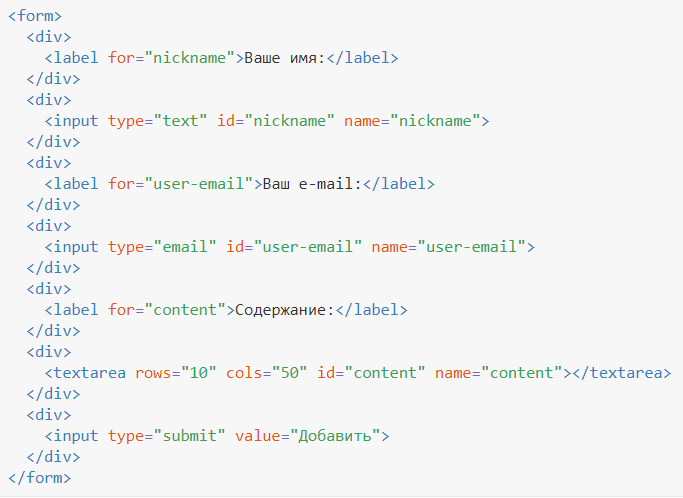 <form>
  <div>
    <label for="nickname">Ваше имя:</label>
  </div>
  <div>
    <input type="text" id="nickname" name="nickname">
  </div>
  <div>
    <label for="user-email">Ваш e-mail:</label>
  </div>
  <div>
    <input type="email" id="user-email" name="user-email">
  </div>
  <div>
    <label for="content">Содержание:</label>
  </div>
  <div>
    <textarea rows="10" cols="50" id="content" name="content"></textarea>
  </div>
  <div>
    <input type="submit" value="Добавить">
  </div>
</form>